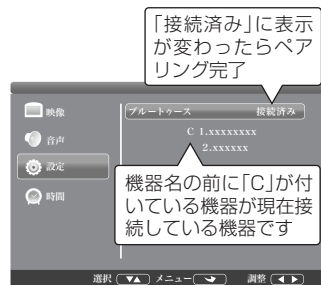 「接続済み」に表示
が変わったらペア
リング完了
映像
音声
設定
時間
ブルートゥース 接続済み
C 1.xxxxxxxx
2.xxxxxx
機器名の前に「C」が付
いている機器が現在接
続している機器です
選択 ▼▲ メニュー 調整 ◀ ▶